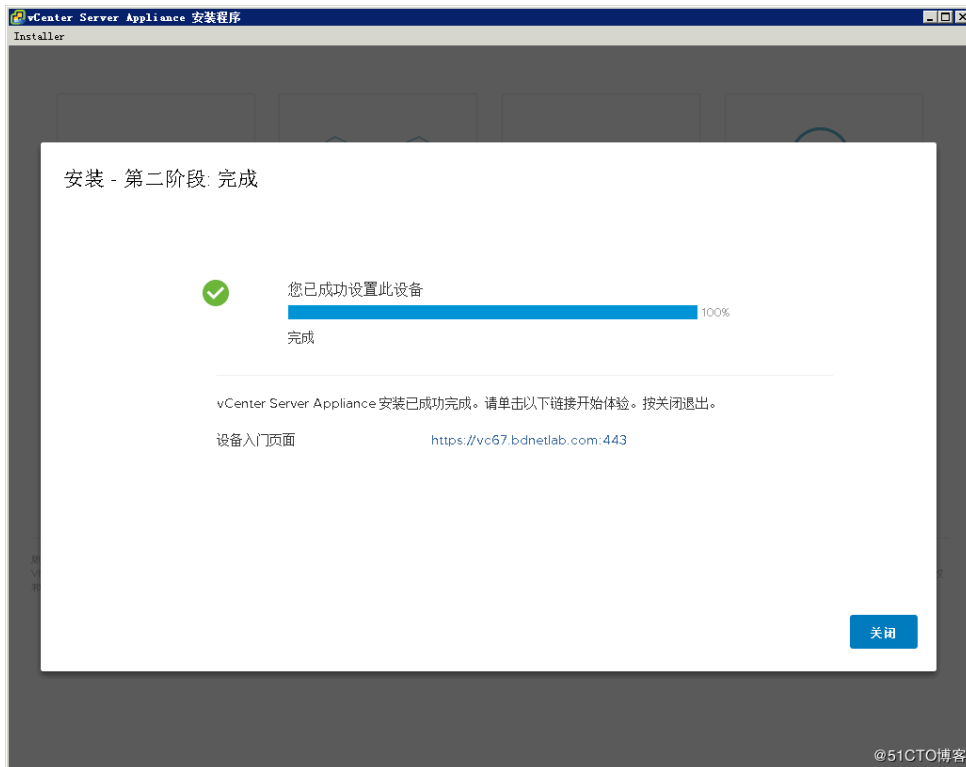 vCenter Server Appliance 安装程序
Installer
安装 - 第二阶段: 完成
您已成功设置此设备
100%
完成
vCenter Server Appliance 安装已成功完成。请单击以下链接开始体验。按关闭退出。
设备入门页面 https://vc67.bdnetlab.com:443
关闭
@51CTO博客